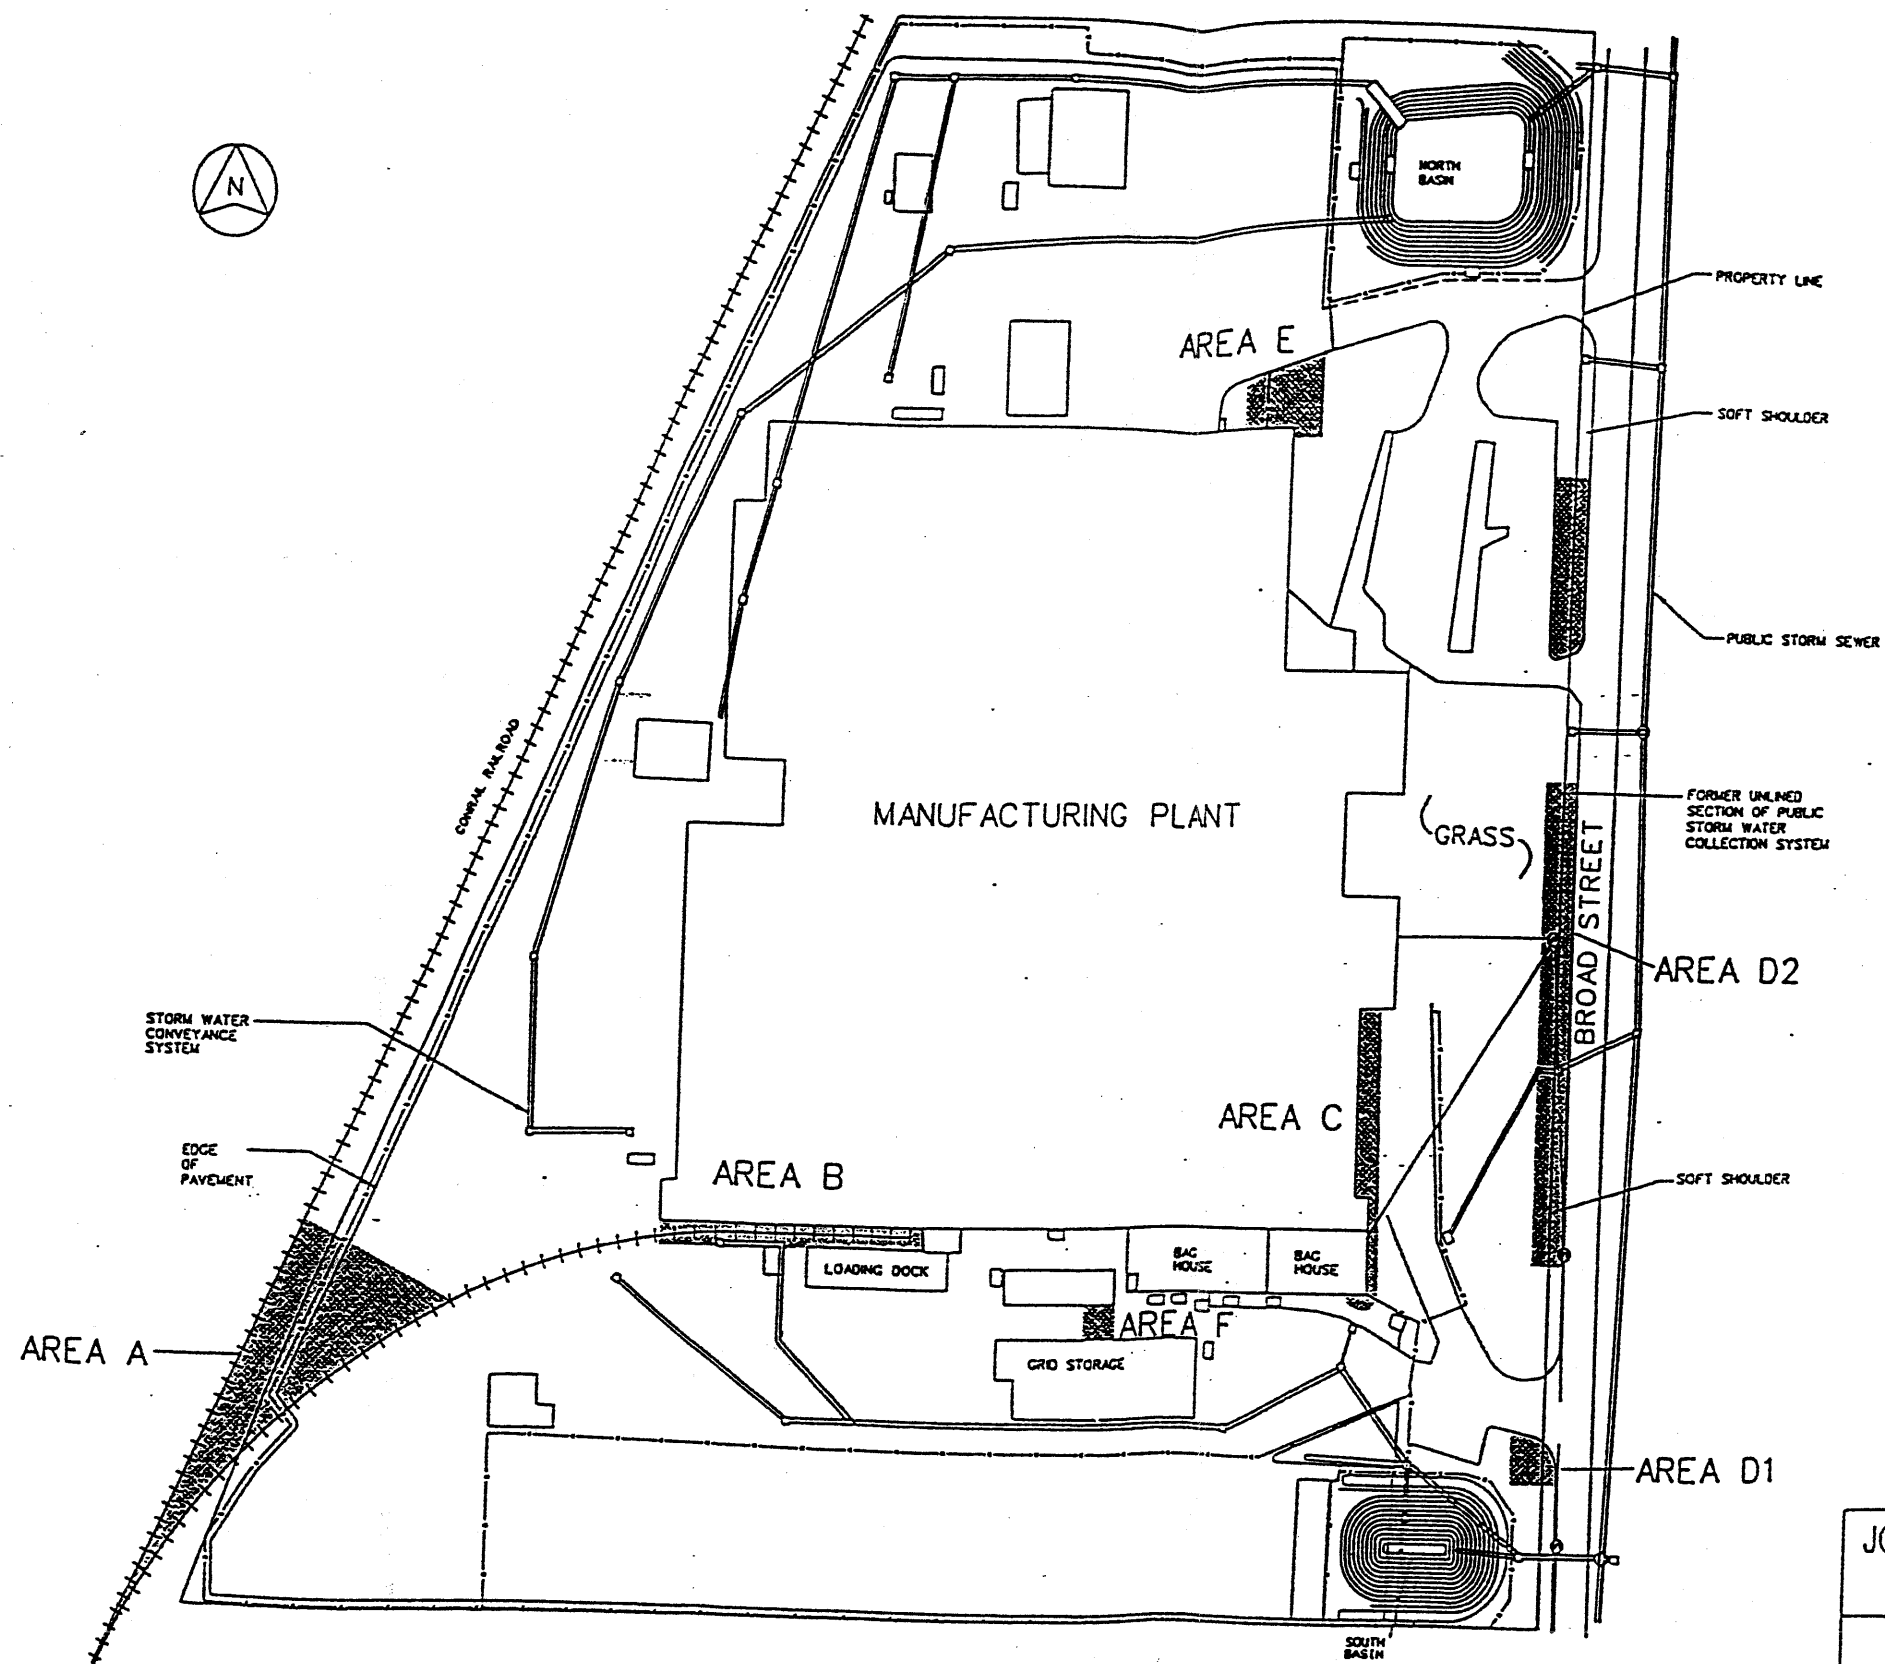 N
NORTH
BASIN
PROPERTY LINE
AREA E
SOFT SHOULDER
PUBLIC STORM SEWER
CONRAIL RAILROAD
MANUFACTURING PLANT
GRASS
FORMER UNLINED
SECTION OF PUBLIC
STORM WATER
COLLECTION SYSTEM
BROAD STREET
AREA D2
STORM WATER
CONVEYANCE
SYSTEM
AREA C
EDGE
OF
PAVEMENT
AREA B
SOFT SHOULDER
LOADING DOCK
BAG
HOUSE
BAG
HOUSE
AREA A
AREA F
GRID STORAGE
AREA D1
SOUTH
BASIN